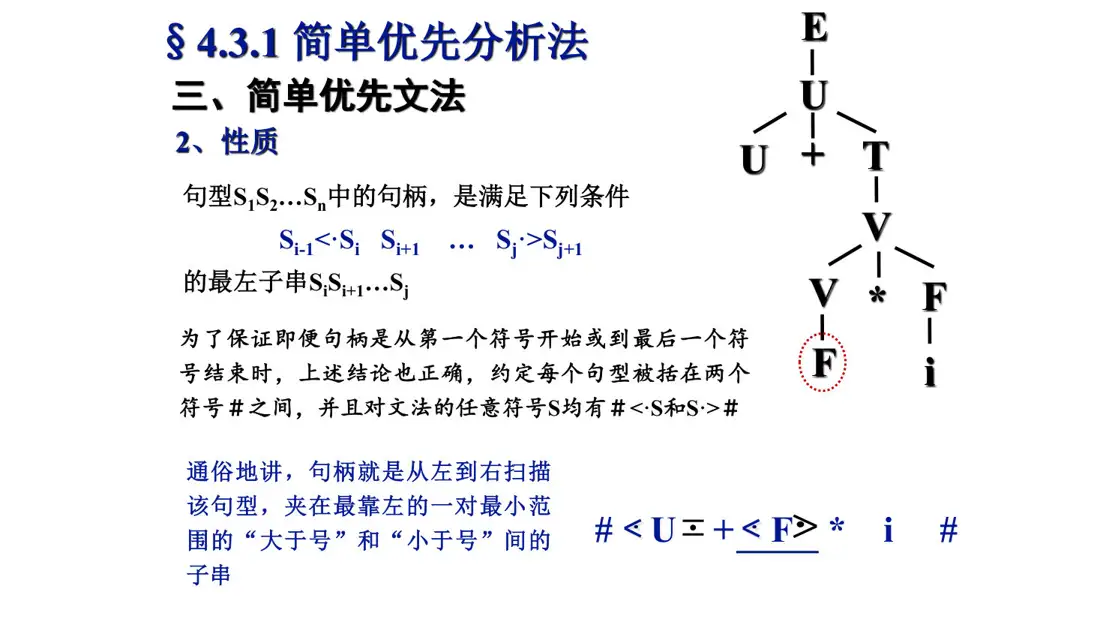 §4.3.1 简单优先分析法
三、简单优先文法
2、性质
句型S₁S₂…Sₙ中的句柄，是满足下列条件
Sᵢ₋₁<·Sᵢ Sᵢ₊₁ … Sⱼ·>Sⱼ₊₁
的最左子串SᵢSᵢ₊₁…Sⱼ
为了保证即便句柄是从第一个符号开始或到最后一个符
号结束时，上述结论也正确，约定每个句型被括在两个
符号＃之间，并且对文法的任意符号S均有＃<·S和S·>＃
通俗地讲，句柄就是从左到右扫描
该句型，夹在最靠左的一对最小范
围的“大于号”和“小于号”间的
子串
E
U
U + T
V
V * F
F i
# ⋖ U ≐ + ⋖ F ⋗ * i #